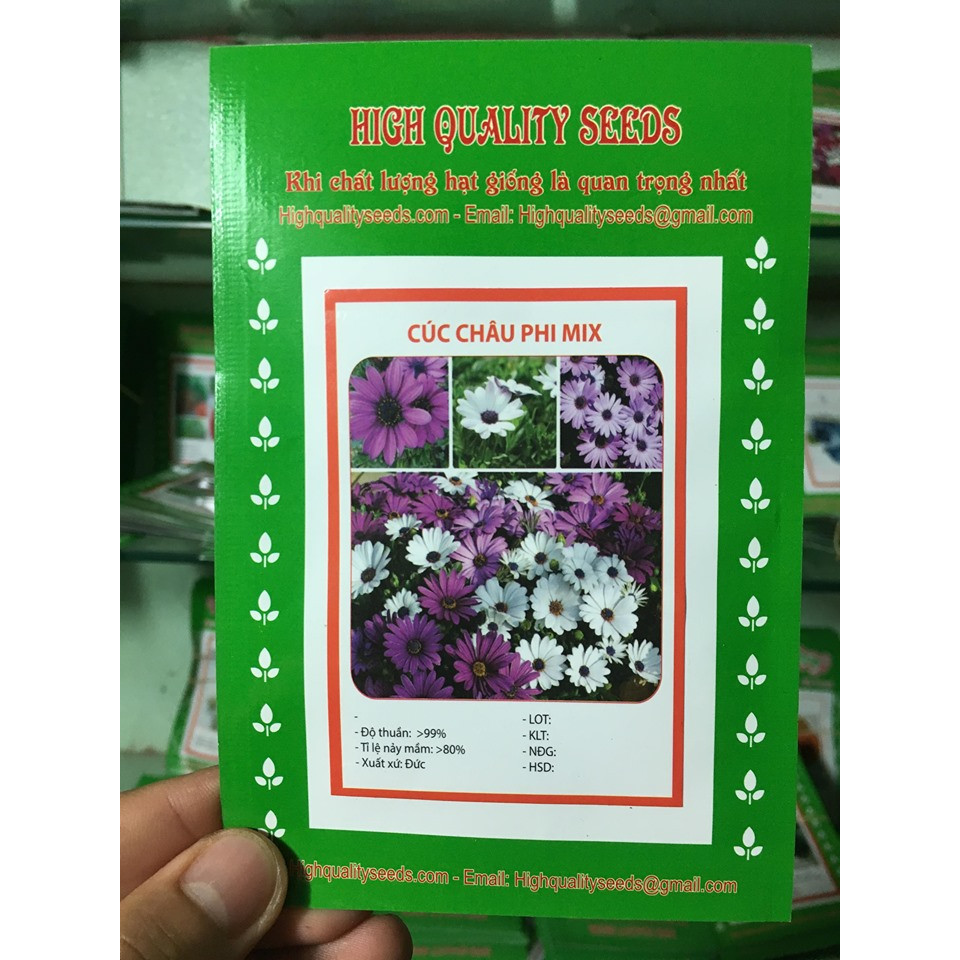 HIGH QUALITY SEEDS
Khi chất lượng hạt giống là quan trọng nhất
Highqualityseeds.com - Email: Highqualityseeds@gmail.com
CÚC CHÂU PHI MIX
-
- Độ thuần: >99%
- Tỉ lệ nảy mầm: >80%
- Xuất xứ: Đức
- LOT:
- KLT:
- NĐG:
- HSD:
Highqualityseeds.com - Email: Highqualityseeds@gmail.com